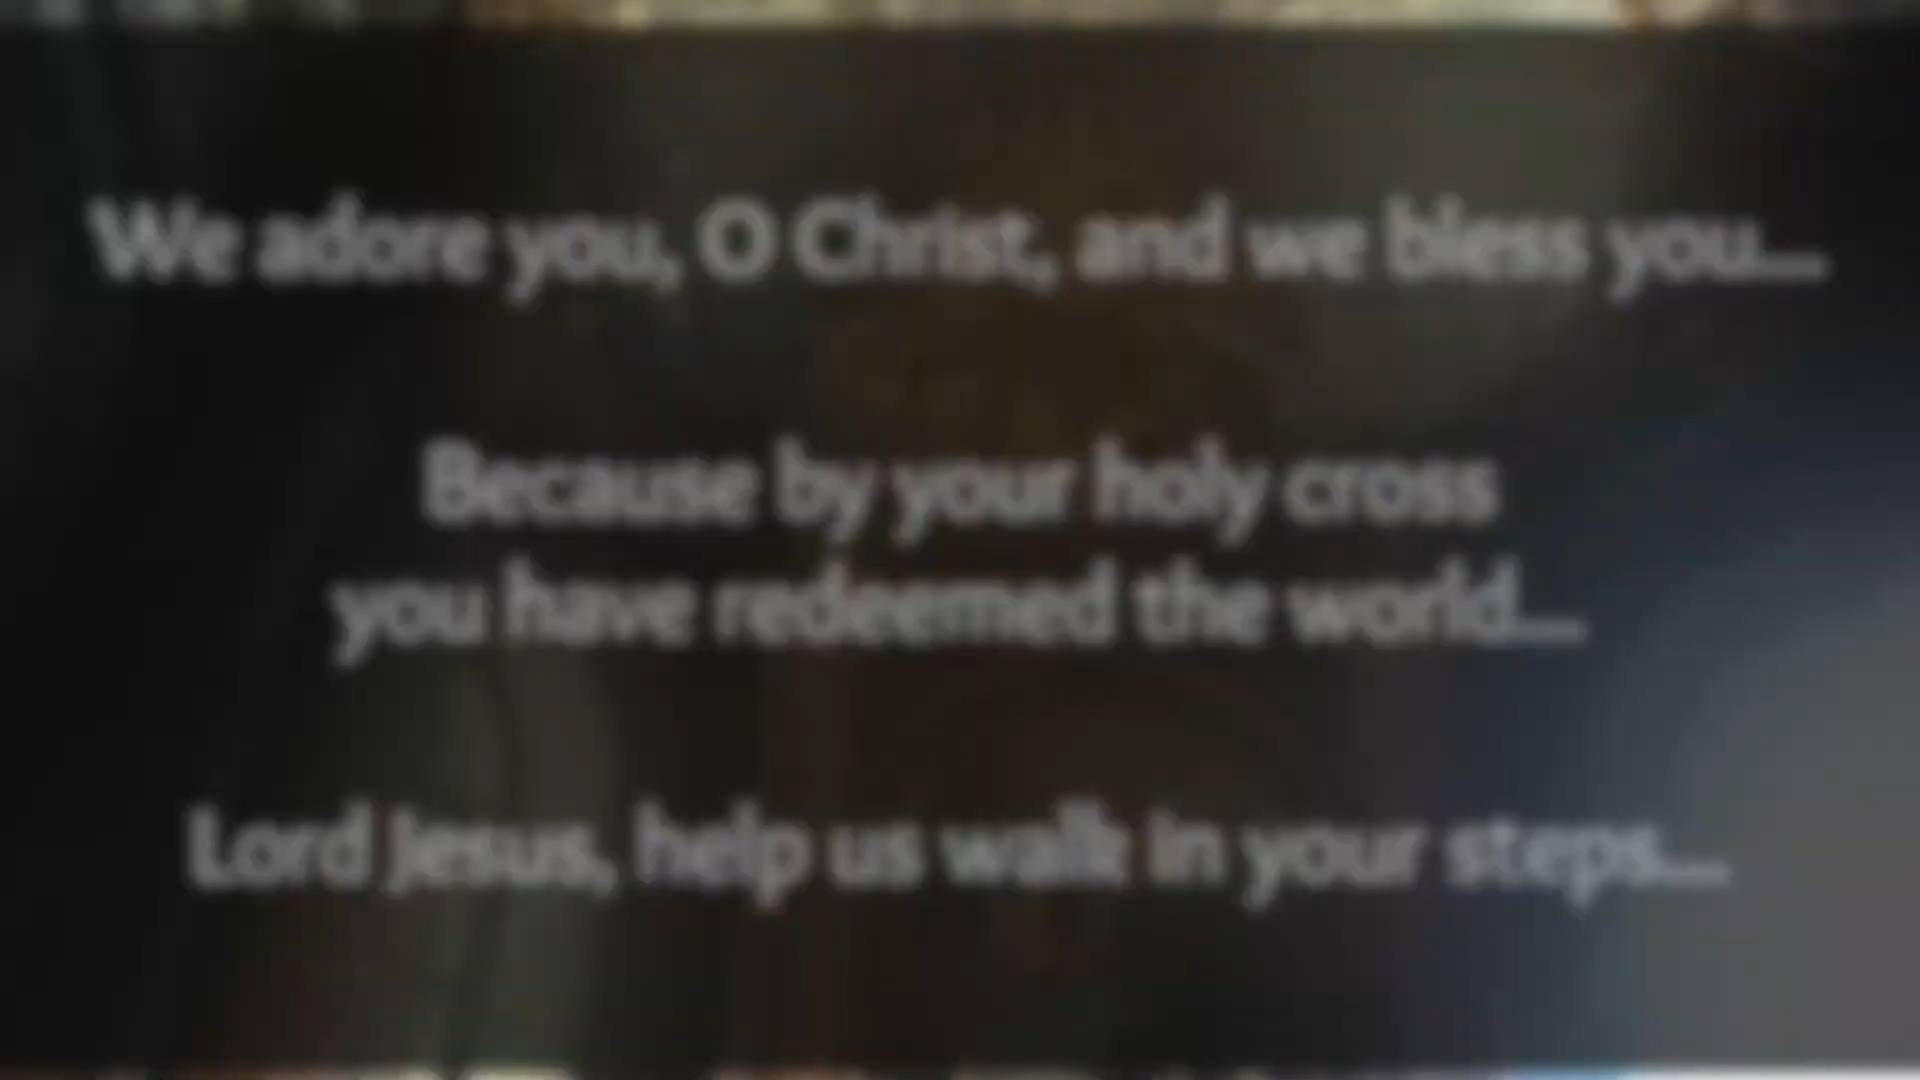 We adore you, O Christ, and we bless you...
Because by your holy cross
you have redeemed the world...
Lord Jesus, help us walk in your steps...